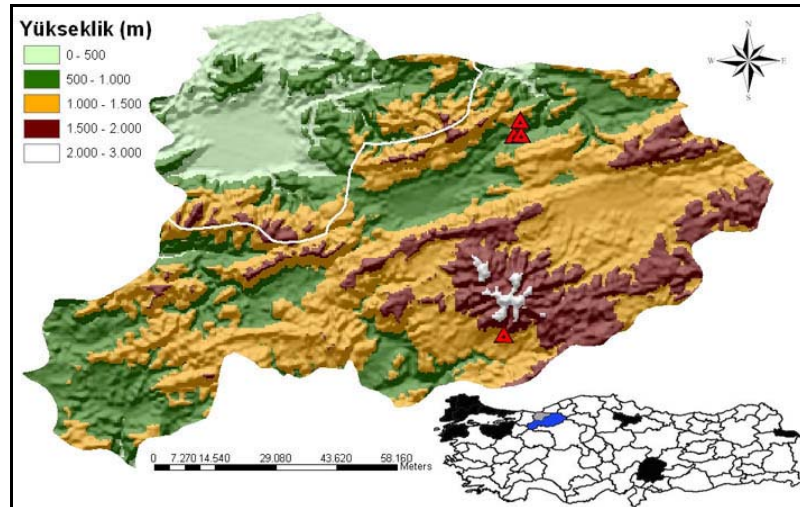 Yükseklik (m)
0 - 500
500 - 1.000
1.000 - 1.500
1.500 - 2.000
2.000 - 3.000
N
W E
S
0 7.270 14.540 29.080 43.620 58.160
Meters